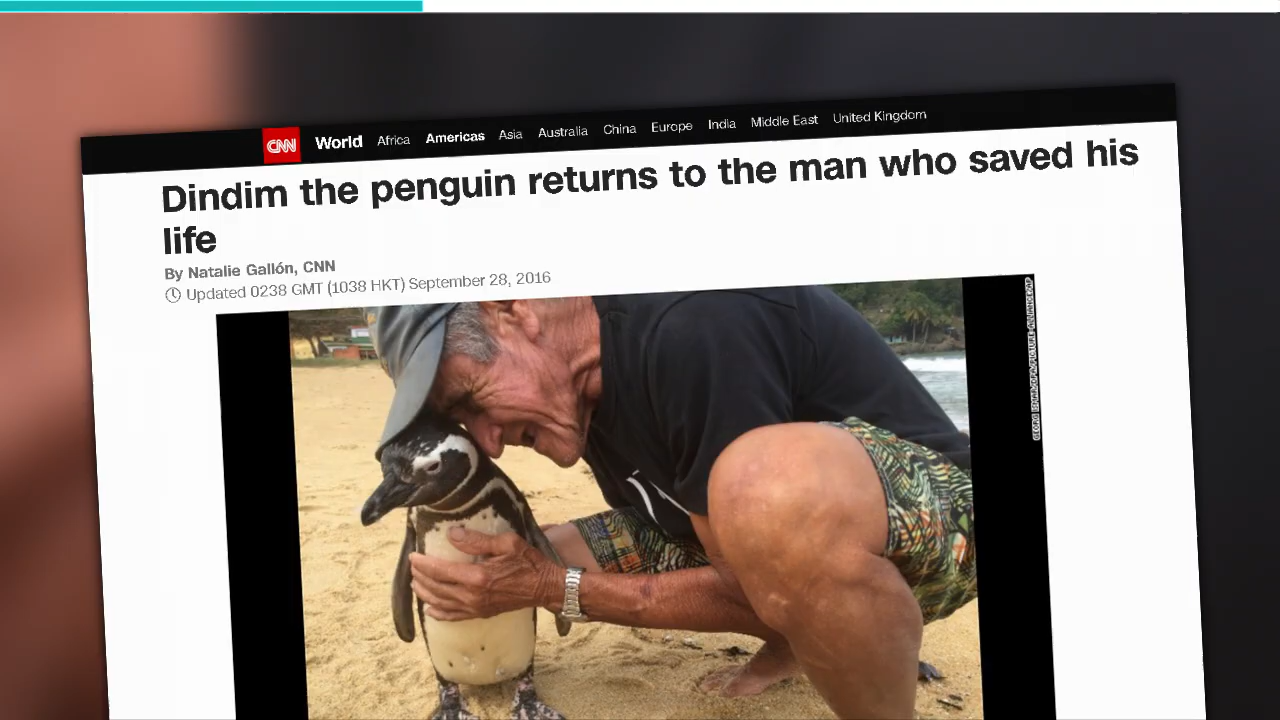 CNN World Africa Americas Asia Australia China Europe India Middle East United Kingdom
Dindim the penguin returns to the man who saved his
life
By Natalie Gallón, CNN
Updated 0238 GMT (1038 HKT) September 28, 2016